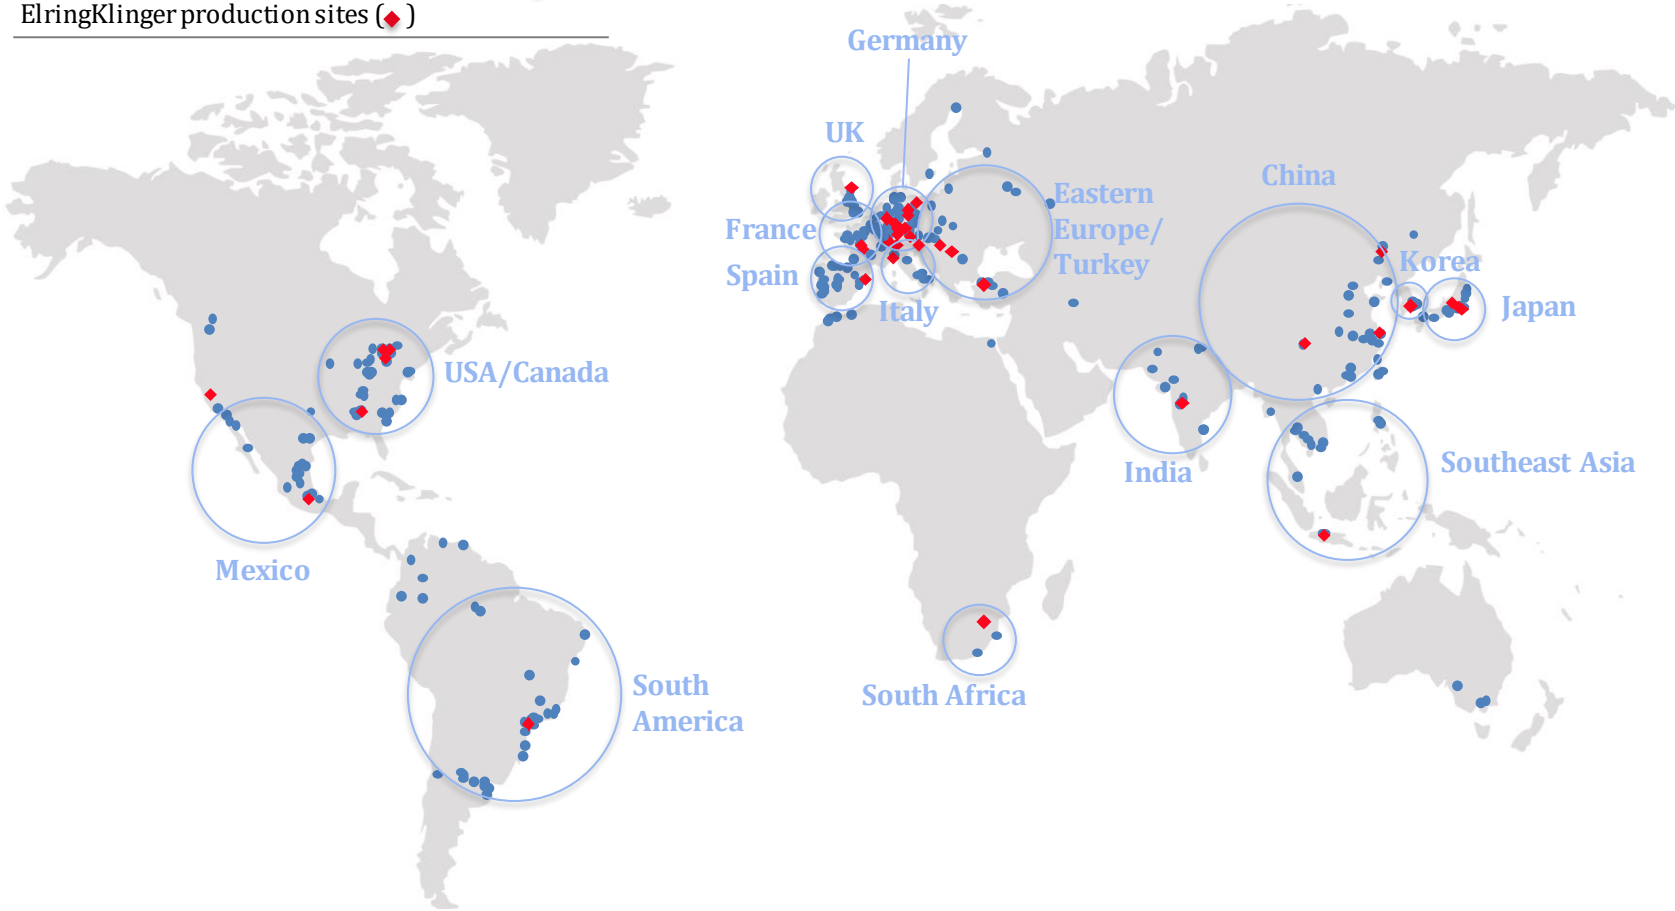 ElringKlinger production sites (◆)
Germany
UK
China
Eastern
Europe/
Turkey
France
Spain
Korea
Italy
Japan
USA/Canada
India
Southeast Asia
Mexico
South
America
South Africa